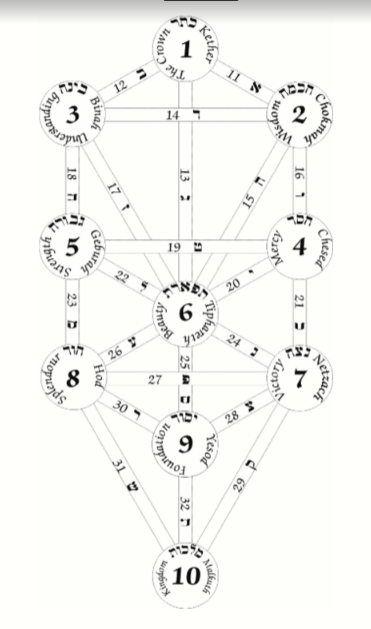 כתר
1
Kether
The Crown
12 ב
11 א
בינה
3
Binah
Understanding
חכמה
2
Chokmah
Wisdom
14 ד
18 ח
17 ז
13 ג
15 ה
16 ו
גבורה
5
Geburah
Strength
חסד
4
Chesed
Mercy
19 ט
22 ל
20 י
תפארת
6
Tiphareth
Beauty
23 מ
21 כ
26 ע
24 נ
25 ס
הוד
8
Hod
Splendour
נצח
7
Netzach
Victory
27 פ
30 ר
28 צ
יסוד
9
Yesod
Foundation
31 ש
29 ק
32 ת
מלכות
10
Malkuth
Kingdom